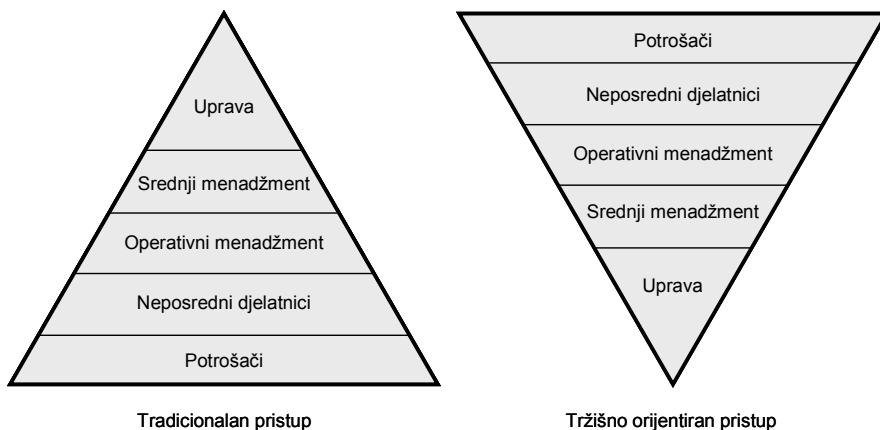 Uprava
Srednji menadžment
Operativni menadžment
Neposredni djelatnici
Potrošači
Tradicionalan pristup
Potrošači
Neposredni djelatnici
Operativni menadžment
Srednji menadžment
Uprava
Tržišno orijentiran pristup